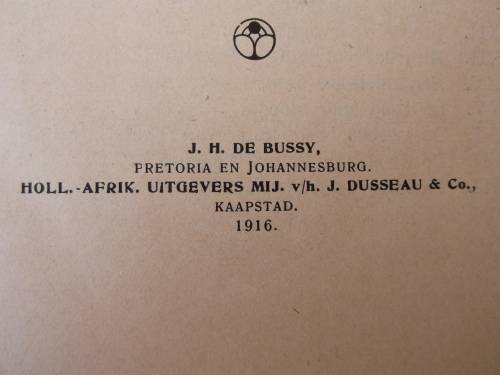 J. H. DE BUSSY,
PRETORIA EN JOHANNESBURG.
HOLL.-AFRIK. UITGEVERS MIJ. v/h. J. DUSSEAU & Co.,
KAAPSTAD.
1916.